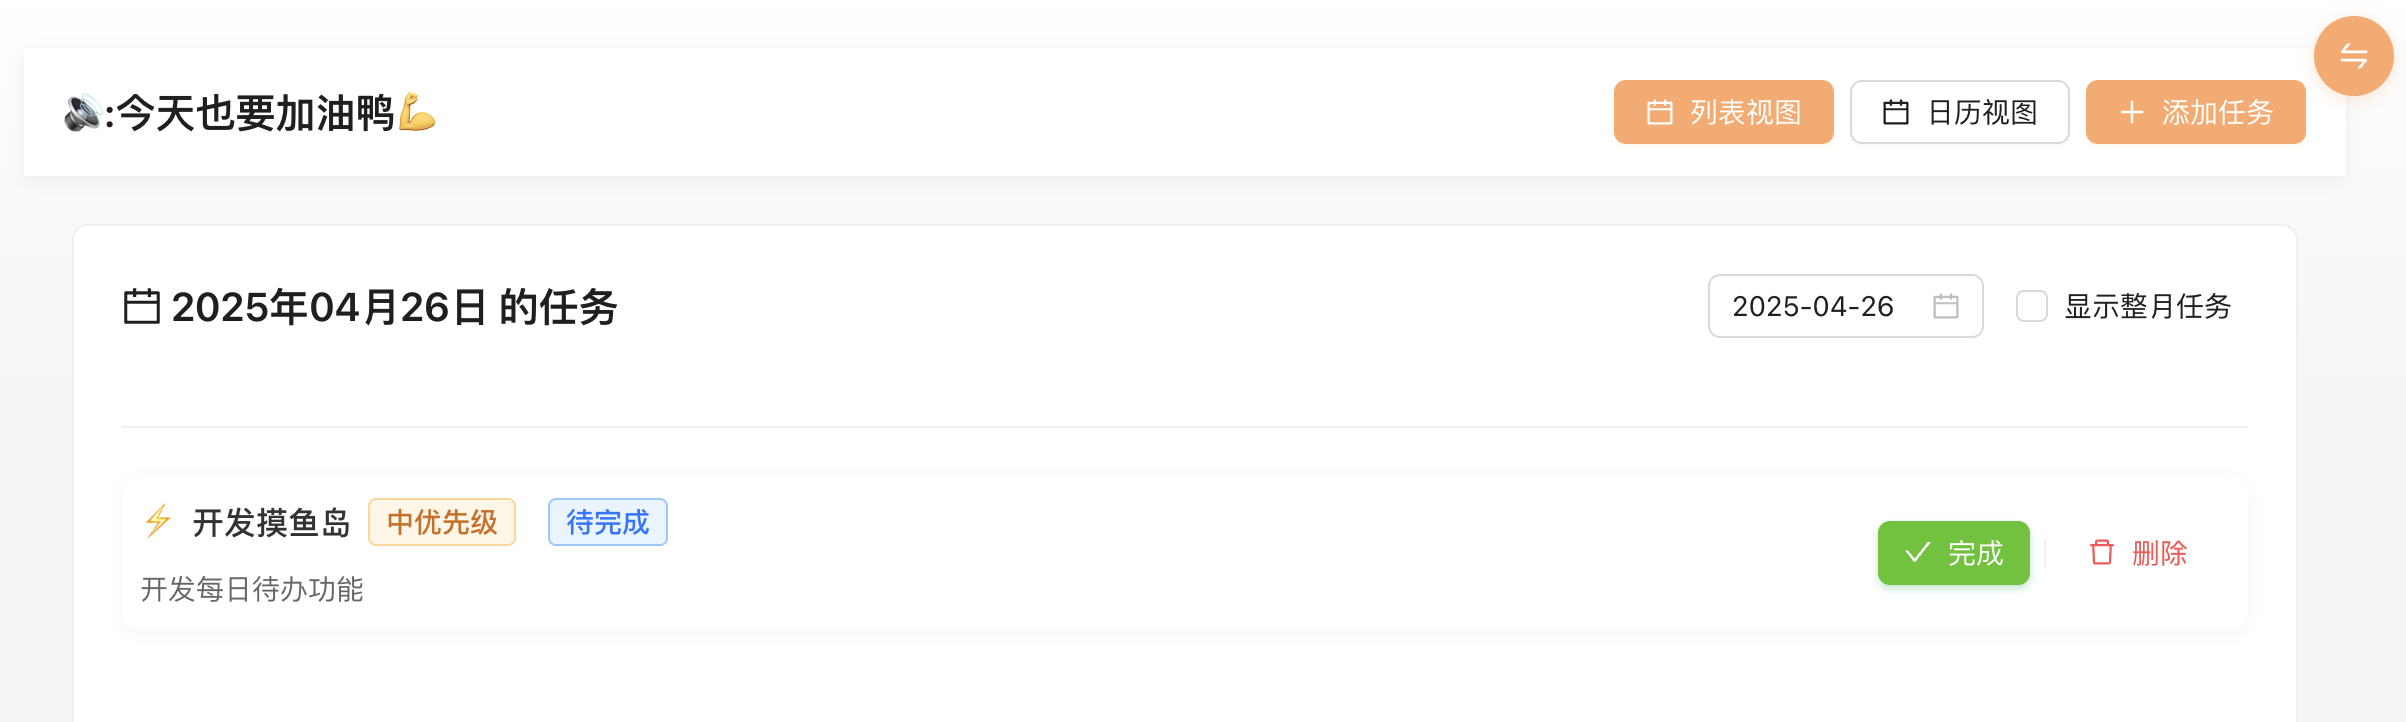 🔊:今天也要加油鸭💪
列表视图
日历视图
添加任务
2025年04月26日 的任务
2025-04-26
显示整月任务
开发摸鱼岛 中优先级 待完成
开发每日待办功能
完成
删除